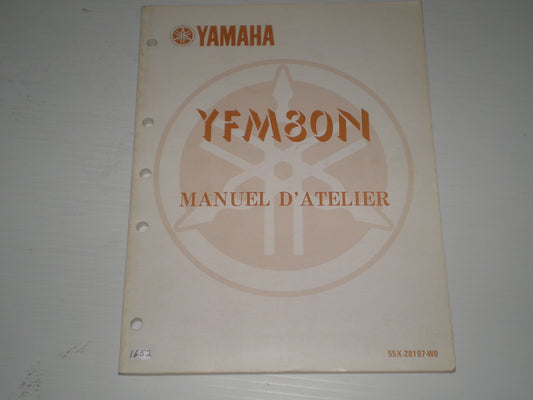 YAMAHA
YFM80N
MANUEL D'ATELIER
1652
55X-28197-W0